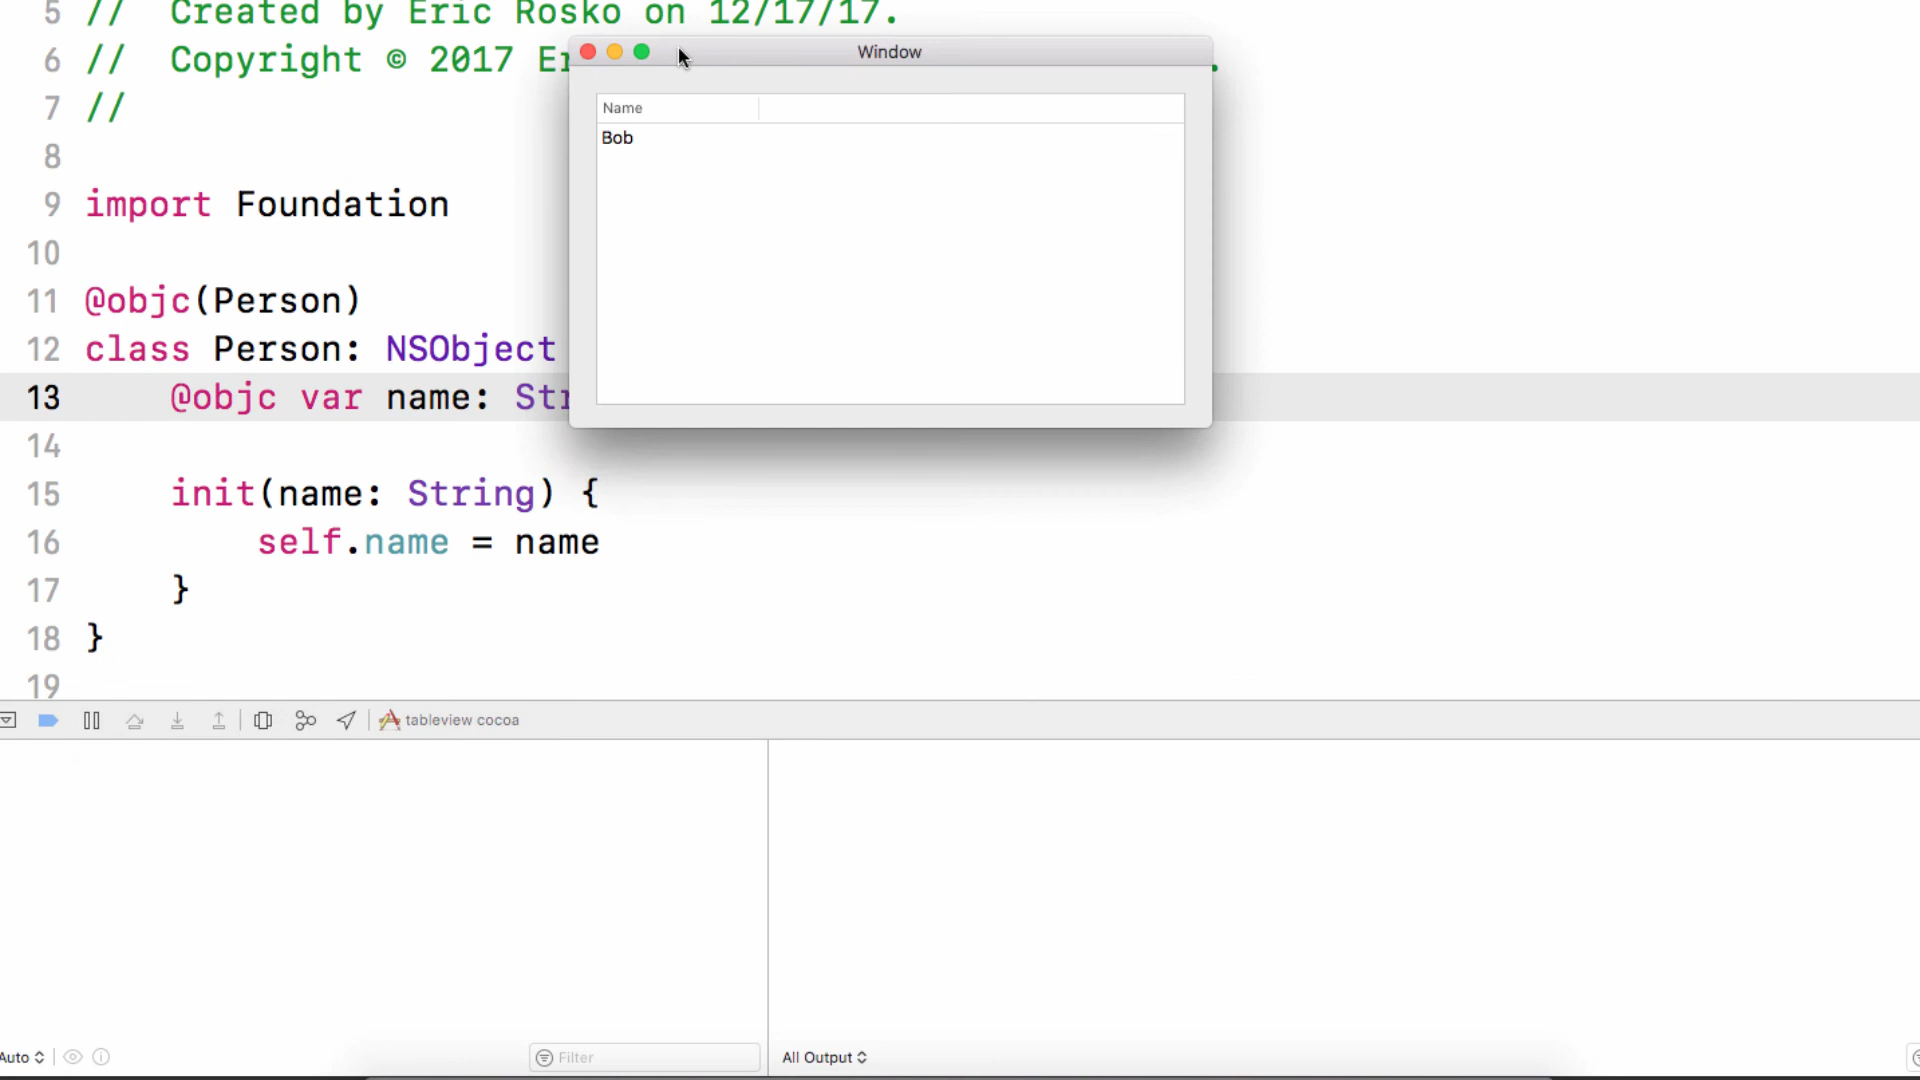 5 // Created by Eric Rosko on 12/17/17.
6 // Copyright © 2017
7 //
8
9 import Foundation
10
11 @objc(Person)
12 class Person: NSObject
13 @objc var name:
14
15 init(name: String) {
16 self.name = name
17 }
18 }
19
Window
Name
Bob
tableview cocoa
Auto
Filter
All Output